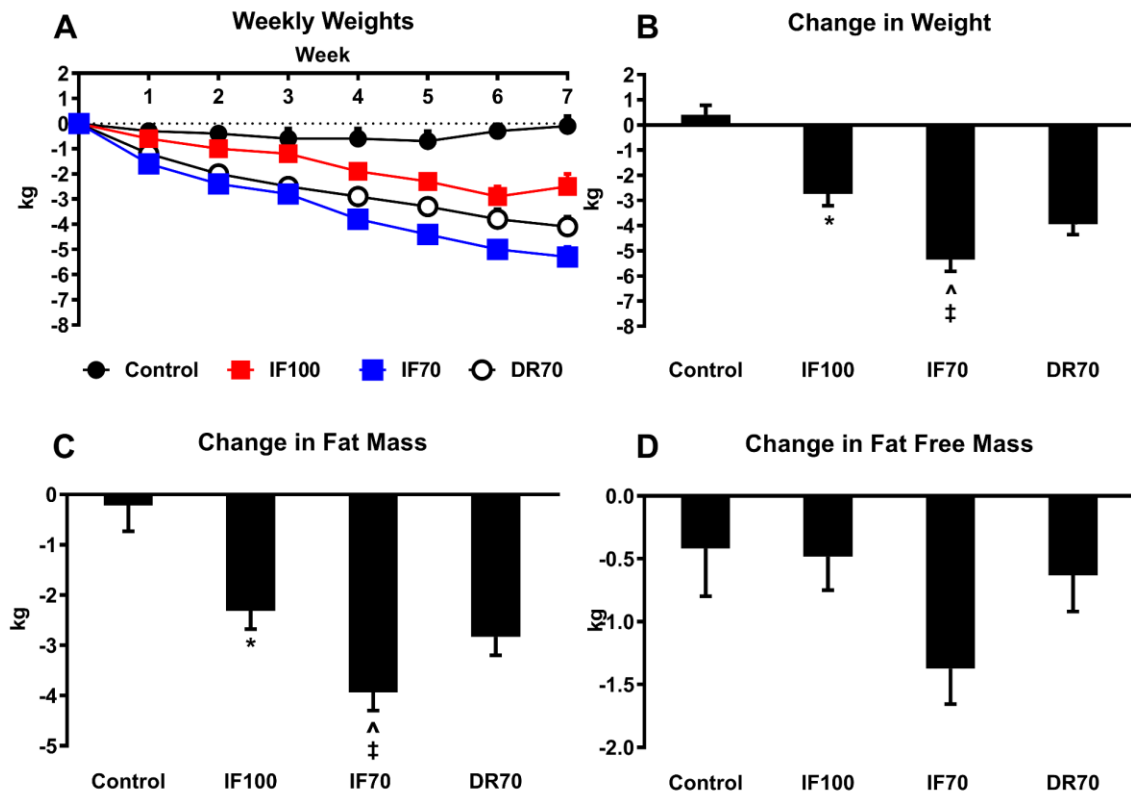 A Weekly Weights
Week
2
1
0
-1
-2
-3
-4
-5
-6
-7
-8
kg
1 2 3 4 5 6 7
Control IF100 IF70 DR70
B Change in Weight
2
1
0
-1
-2
-3
-4
-5
-6
-7
-8
kg
*
^
‡
Control IF100 IF70 DR70
C Change in Fat Mass
0
-1
-2
-3
-4
-5
kg
*
^
‡
Control IF100 IF70 DR70
D Change in Fat Free Mass
0.0
-0.5
-1.0
-1.5
-2.0
kg
Control IF100 IF70 DR70